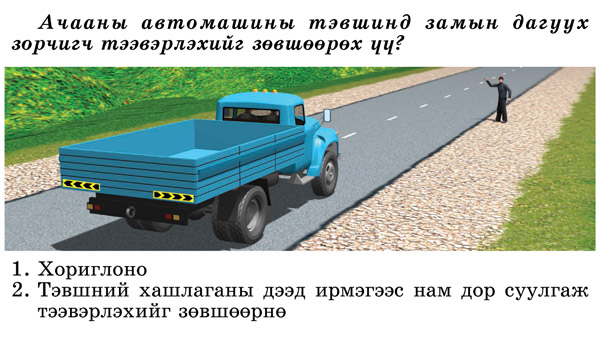 Ачааны автомашины тэвшинд замын дагуух
зорчигч тээвэрлэхийг зөвшөөрөх үү?
1. Хориглоно
2. Тэвшний хашлаганы дээд ирмэгээс нам дор суулгаж
тээвэрлэхийг зөвшөөрнө